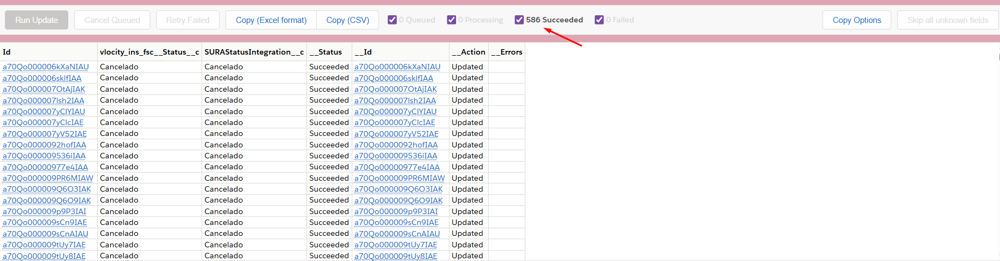 Run Update Cancel Queued Retry Failed Copy (Excel format) Copy (CSV) 0 Queued 0 Processing 586 Succeeded 0 Failed Copy Options Skip all unknown fields
Id vlocity_ins_fsc__Status__c SURAStatusIntegration__c __Status __Id __Action __Errors
a70Qo000006kXaNIAU Cancelado Cancelado Succeeded a70Qo000006kXaNIAU Updated
a70Qo000006sklfIAA Cancelado Cancelado Succeeded a70Qo000006sklfIAA Updated
a70Qo000007OtAjIAK Cancelado Cancelado Succeeded a70Qo000007OtAjIAK Updated
a70Qo000007lsh2IAA Cancelado Cancelado Succeeded a70Qo000007lsh2IAA Updated
a70Qo000007yClYIAU Cancelado Cancelado Succeeded a70Qo000007yClYIAU Updated
a70Qo000007yClcIAE Cancelado Cancelado Succeeded a70Qo000007yClcIAE Updated
a70Qo000007yV52IAE Cancelado Cancelado Succeeded a70Qo000007yV52IAE Updated
a70Qo0000092hofIAA Cancelado Cancelado Succeeded a70Qo0000092hofIAA Updated
a70Qo000009536iIAA Cancelado Cancelado Succeeded a70Qo000009536iIAA Updated
a70Qo00000977e4IAA Cancelado Cancelado Succeeded a70Qo00000977e4IAA Updated
a70Qo000009PR6MIAW Cancelado Cancelado Succeeded a70Qo000009PR6MIAW Updated
a70Qo000009Q6O3IAK Cancelado Cancelado Succeeded a70Qo000009Q6O3IAK Updated
a70Qo000009Q6O9IAK Cancelado Cancelado Succeeded a70Qo000009Q6O9IAK Updated
a70Qo000009p9P3IAI Cancelado Cancelado Succeeded a70Qo000009p9P3IAI Updated
a70Qo000009sCn9IAE Cancelado Cancelado Succeeded a70Qo000009sCn9IAE Updated
a70Qo000009sCnAIAU Cancelado Cancelado Succeeded a70Qo000009sCnAIAU Updated
a70Qo000009tUy7IAE Cancelado Cancelado Succeeded a70Qo000009tUy7IAE Updated
a70Qo000009tUy8IAE Cancelado Cancelado Succeeded a70Qo000009tUy8IAE Updated